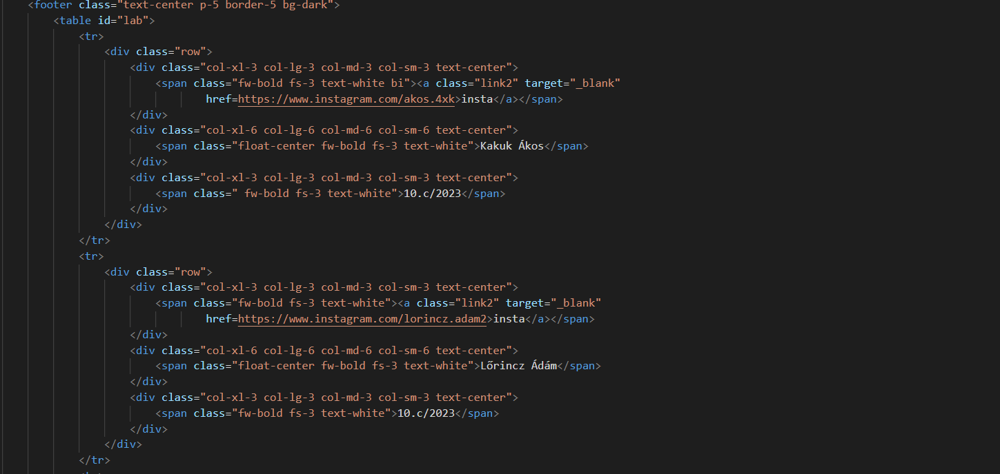 <footer class="text-center p-5 border-5 bg-dark">
<table id="lab">
<tr>
<div class="row">
<div class="col-xl-3 col-lg-3 col-md-3 col-sm-3 text-center">
<span class="fw-bold fs-3 text-white bi"><a class="link2" target="_blank"
href=https://www.instagram.com/akos.4xk>insta</a></span>
</div>
<div class="col-xl-6 col-lg-6 col-md-6 col-sm-6 text-center">
<span class="float-center fw-bold fs-3 text-white">Kakuk Ákos</span>
</div>
<div class="col-xl-3 col-lg-3 col-md-3 col-sm-3 text-center">
<span class=" fw-bold fs-3 text-white">10.c/2023</span>
</div>
</div>
</tr>
<tr>
<div class="row">
<div class="col-xl-3 col-lg-3 col-md-3 col-sm-3 text-center">
<span class="fw-bold fs-3 text-white"><a class="link2" target="_blank"
href=https://www.instagram.com/lorincz.adam2>insta</a></span>
</div>
<div class="col-xl-6 col-lg-6 col-md-6 col-sm-6 text-center">
<span class="float-center fw-bold fs-3 text-white">Lőrincz Ádám</span>
</div>
<div class="col-xl-3 col-lg-3 col-md-3 col-sm-3 text-center">
<span class="fw-bold fs-3 text-white">10.c/2023</span>
</div>
</div>
</tr>